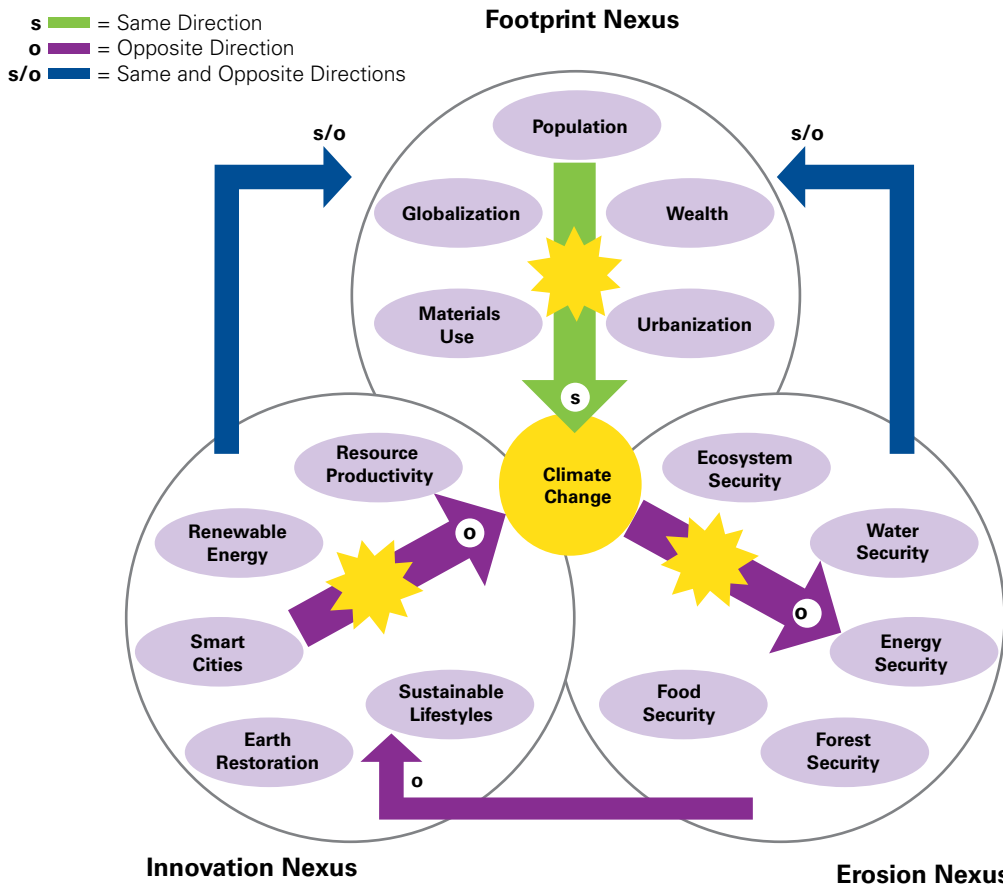 Footprint Nexus
s = Same Direction
o = Opposite Direction
s/o = Same and Opposite Directions
s/o
s/o
Population
Globalization
Wealth
Materials
Use
Urbanization
s
Climate
Change
Resource
Productivity
Renewable
Energy
o
Smart
Cities
Sustainable
Lifestyles
Earth
Restoration
Ecosystem
Security
Water
Security
o
Energy
Security
Food
Security
Forest
Security
o
Innovation Nexus
Erosion Nexus